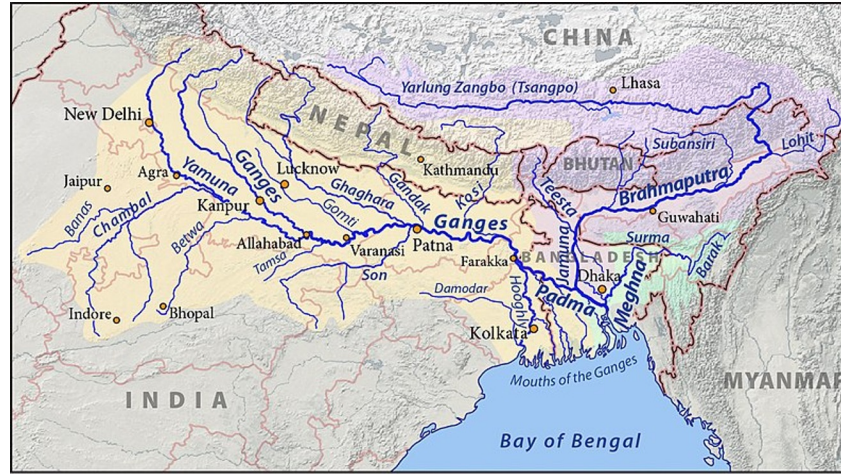 CHINA
Yarlung Zangbo (Tsangpo)
Lhasa
New Delhi
NEPAL
Kathmandu
BHUTAN
Subansiri
Lohit
Brahmaputra
Guwahati
Teesta
Jaipur
Agra
Yamuna
Ganges
Lucknow
Ghaghara
Gandak
Kosi
Kanpur
Gomti
Banas
Chambal
Betwa
Allahabad
Varanasi
Patna
Ganges
Tamsa
Son
Farakka
BANGLADESH
Jamuna
Surma
Barak
Dhaka
Meghna
Padma
Damodar
Hooghly
Indore
Bhopal
Kolkata
Mouths of the Ganges
INDIA
MYANMAR
Bay of Bengal